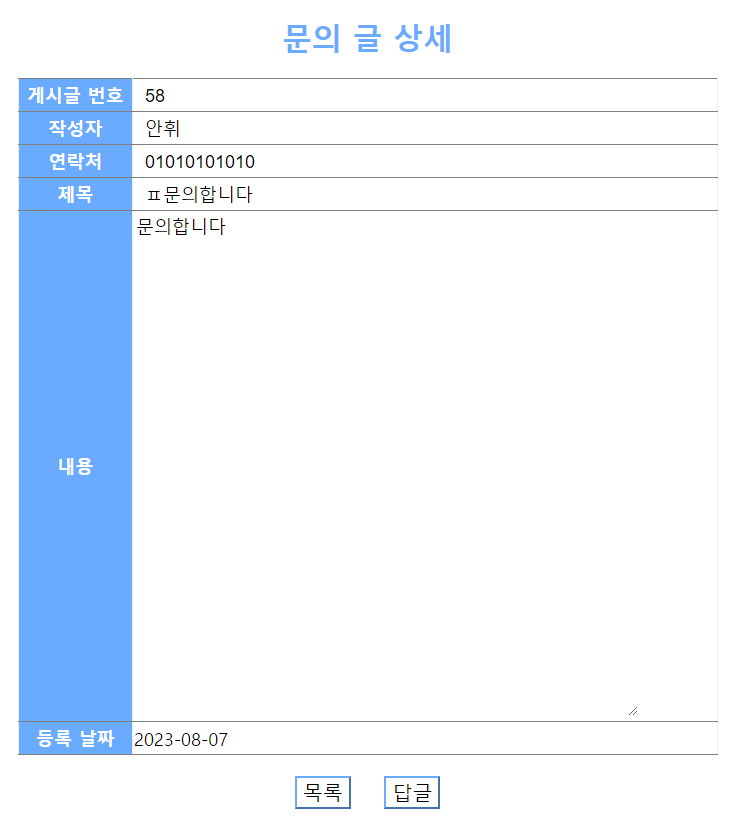 문의 글 상세
게시글 번호 58
작성자 안휘
연락처 01010101010
제목 ㅍ문의합니다
내용 문의합니다
등록 날짜 2023-08-07
목록 답글